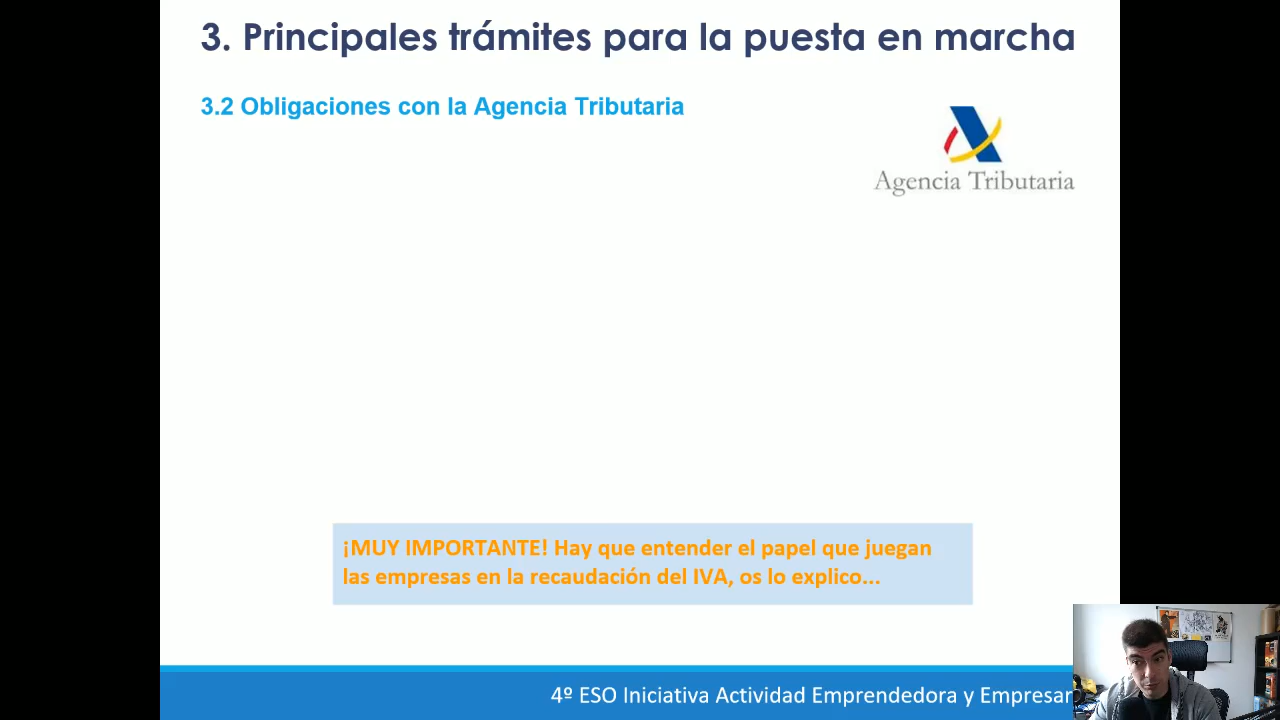 3. Principales trámites para la puesta en marcha
3.2 Obligaciones con la Agencia Tributaria
Agencia Tributaria
¡MUY IMPORTANTE! Hay que entender el papel que juegan
las empresas en la recaudación del IVA, os lo explico...
4º ESO Iniciativa Actividad Emprendedora y Empresar